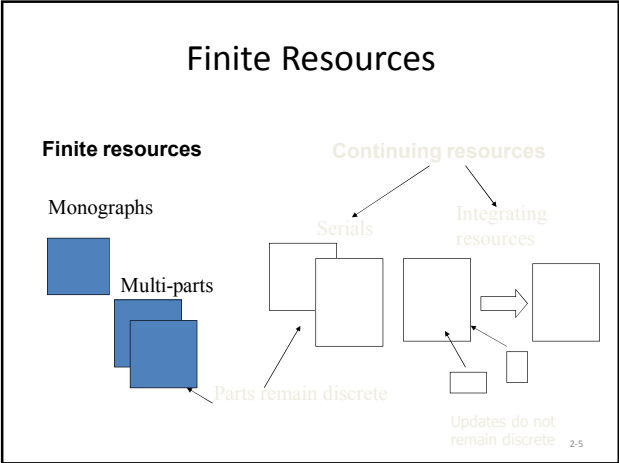 Finite Resources
Finite resources
Continuing resources
Monographs
Serials
Integrating
resources
Multi-parts
Parts remain discrete
Updates do not
remain discrete
2-5